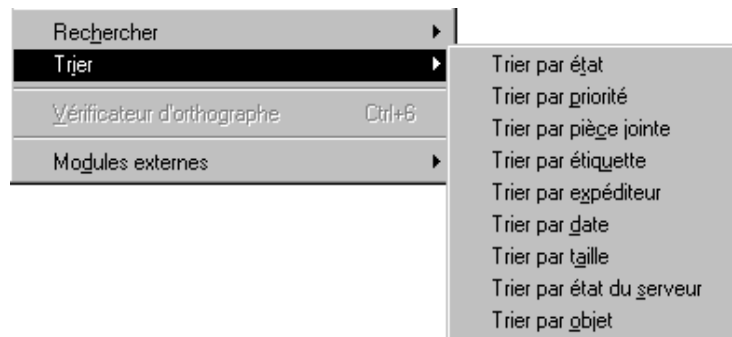 Rechercher
Trier
Vérificateur d'orthographe Ctrl+6
Modules externes
Trier par état
Trier par priorité
Trier par pièce jointe
Trier par étiquette
Trier par expéditeur
Trier par date
Trier par taille
Trier par état du serveur
Trier par objet